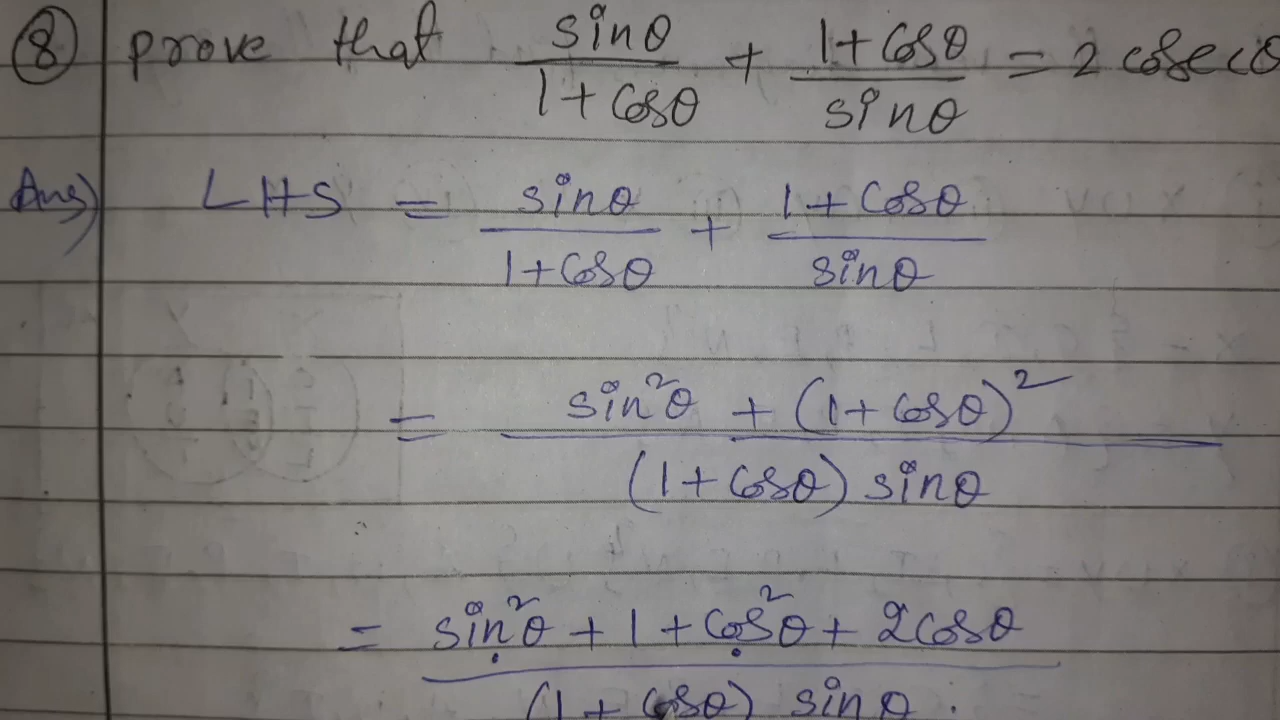 ⑧ prove that sinθ/1+cosθ + 1+cosθ/sinθ = 2 cosecθ
Ans) LHS = sinθ/1+cosθ + 1+cosθ/sinθ
= sin²θ + (1+cosθ)²/(1+cosθ) sinθ
= sin²θ + 1 + cos²θ + 2cosθ/(1+cosθ) sinθ.